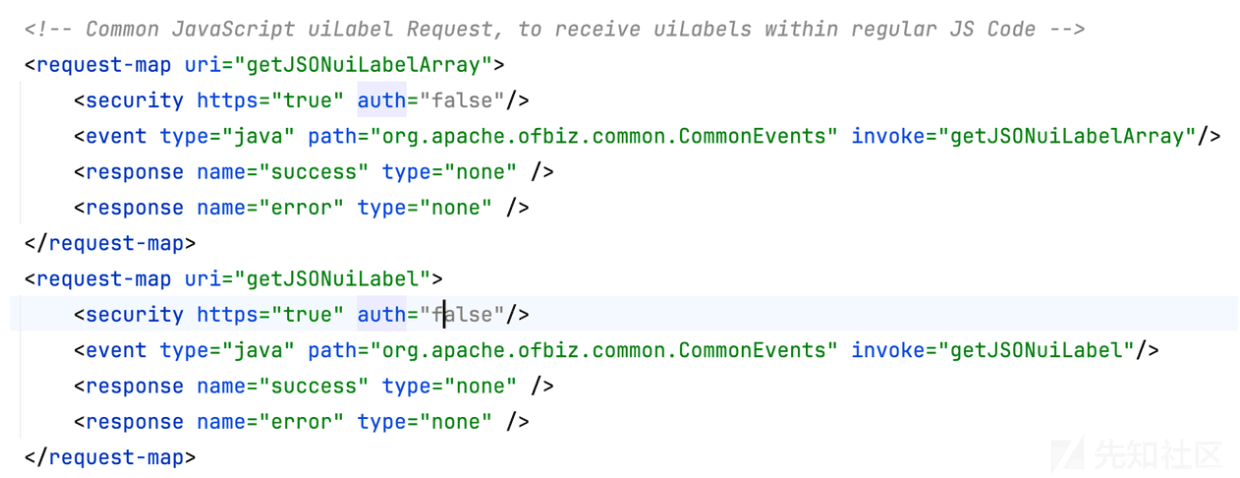 <!-- Common JavaScript uiLabel Request, to receive uiLabels within regular JS Code -->
<request-map uri="getJSONuiLabelArray">
    <security https="true" auth="false"/>
    <event type="java" path="org.apache.ofbiz.common.CommonEvents" invoke="getJSONuiLabelArray"/>
    <response name="success" type="none" />
    <response name="error" type="none" />
</request-map>
<request-map uri="getJSONuiLabel">
    <security https="true" auth="false"/>
    <event type="java" path="org.apache.ofbiz.common.CommonEvents" invoke="getJSONuiLabel"/>
    <response name="success" type="none" />
    <response name="error" type="none" />
</request-map>
先知社区